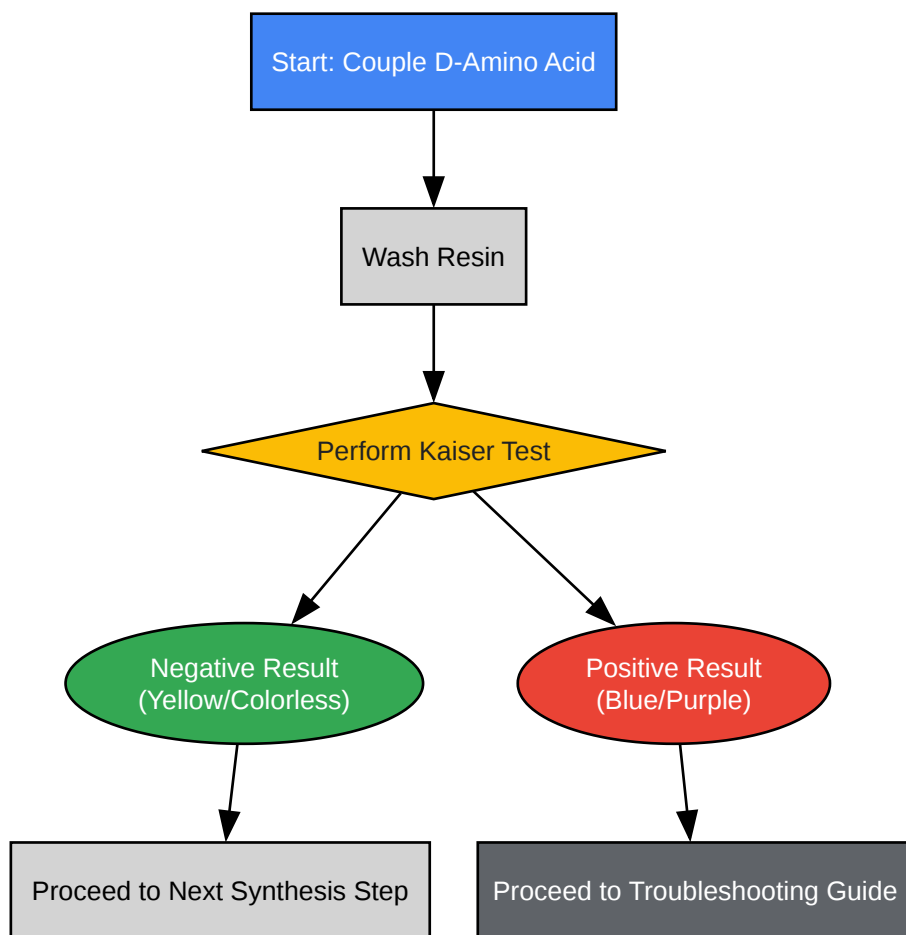 Start: Couple D-Amino Acid
Wash Resin
Perform Kaiser Test
Negative Result
(Yellow/Colorless)
Positive Result
(Blue/Purple)
Proceed to Next Synthesis Step
Proceed to Troubleshooting Guide